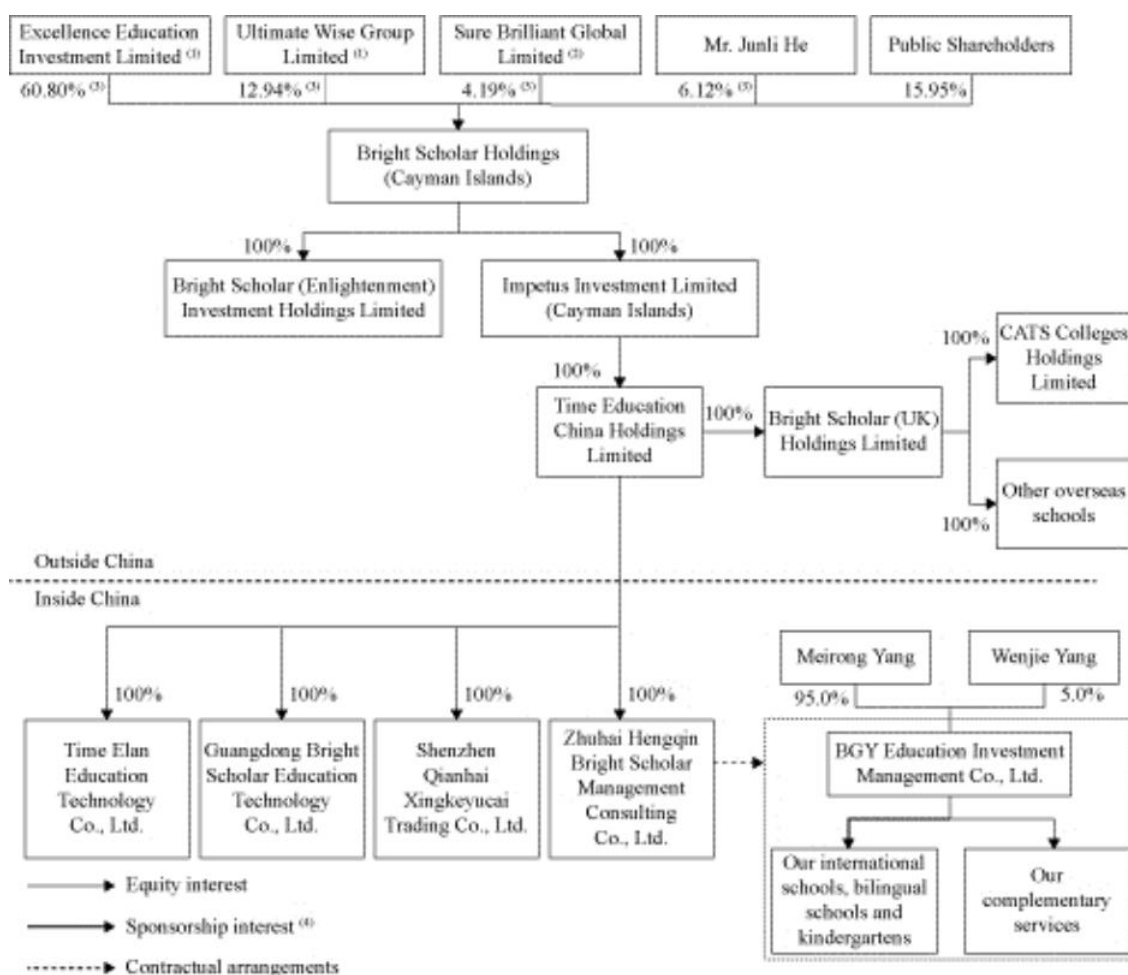 Excellence Education
Investment Limited (1)
Ultimate Wise Group
Limited (1)
Sure Brilliant Global
Limited (2)
Mr. Junli He
Public Shareholders
60.80% (3)
12.94% (3)
4.19% (3)
6.12% (3)
15.95%
Bright Scholar Holdings
(Cayman Islands)
100%
100%
Bright Scholar (Enlightenment)
Investment Holdings Limited
Impetus Investment Limited
(Cayman Islands)
100%
Time Education
China Holdings
Limited
100%
Bright Scholar (UK)
Holdings Limited
100%
CATS Colleges
Holdings
Limited
100%
Other overseas
schools
Outside China
Inside China
100%
100%
100%
100%
Time Elan
Education
Technology
Co., Ltd.
Guangdong Bright
Scholar Education
Technology
Co., Ltd.
Shenzhen
Qianhai
Xingkeyucai
Trading Co., Ltd.
Zhuhai Hengqin
Bright Scholar
Management
Consulting
Co., Ltd.
Meirong Yang
Wenjie Yang
95.0%
5.0%
BGY Education Investment
Management Co., Ltd.
Our international
schools, bilingual
schools and
kindergartens
Our
complementary
services
Equity interest
Sponsorship interest (4)
Contractual arrangements